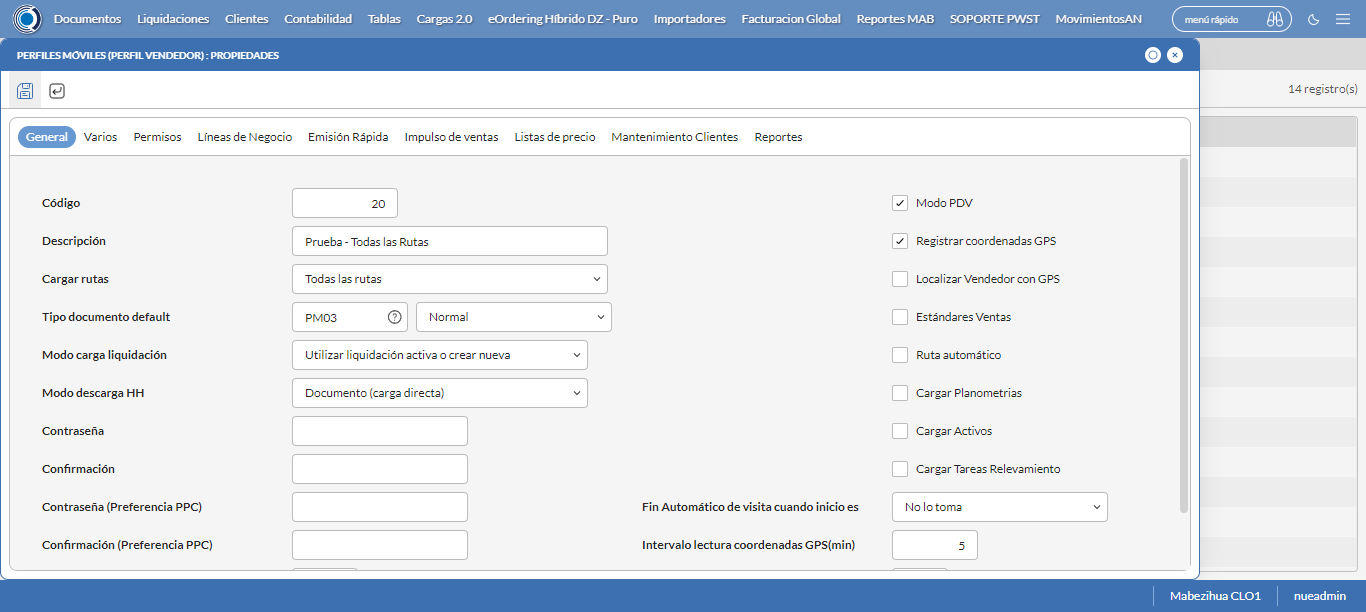 Documentos Liquidaciones Clientes Contabilidad Tablas Cargas 2.0 eOrdering Híbrido DZ - Puro Importadores Facturacion Global Reportes MAB SOPORTE PWST MovimientosAN menú rápido
PERFILES MÓVILES (PERFIL VENDEDOR) : PROPIEDADES
14 registro(s)
General Varios Permisos Líneas de Negocio Emisión Rápida Impulso de ventas Listas de precio Mantenimiento Clientes Reportes
Código 20 Modo PDV
Descripción Prueba - Todas las Rutas Registrar coordenadas GPS
Cargar rutas Todas las rutas Localizar Vendedor con GPS
Tipo documento default PM03 Normal Estándares Ventas
Modo carga liquidación Utilizar liquidación activa o crear nueva Ruta automático
Modo descarga HH Documento (carga directa) Cargar Planometrias
Contraseña Cargar Activos
Confirmación Cargar Tareas Relevamiento
Contraseña (Preferencia PPC) Fin Automático de visita cuando inicio es No lo toma
Confirmación (Preferencia PPC) Intervalo lectura coordenadas GPS(min) 5
Mabezihua CLO1 nueadmin